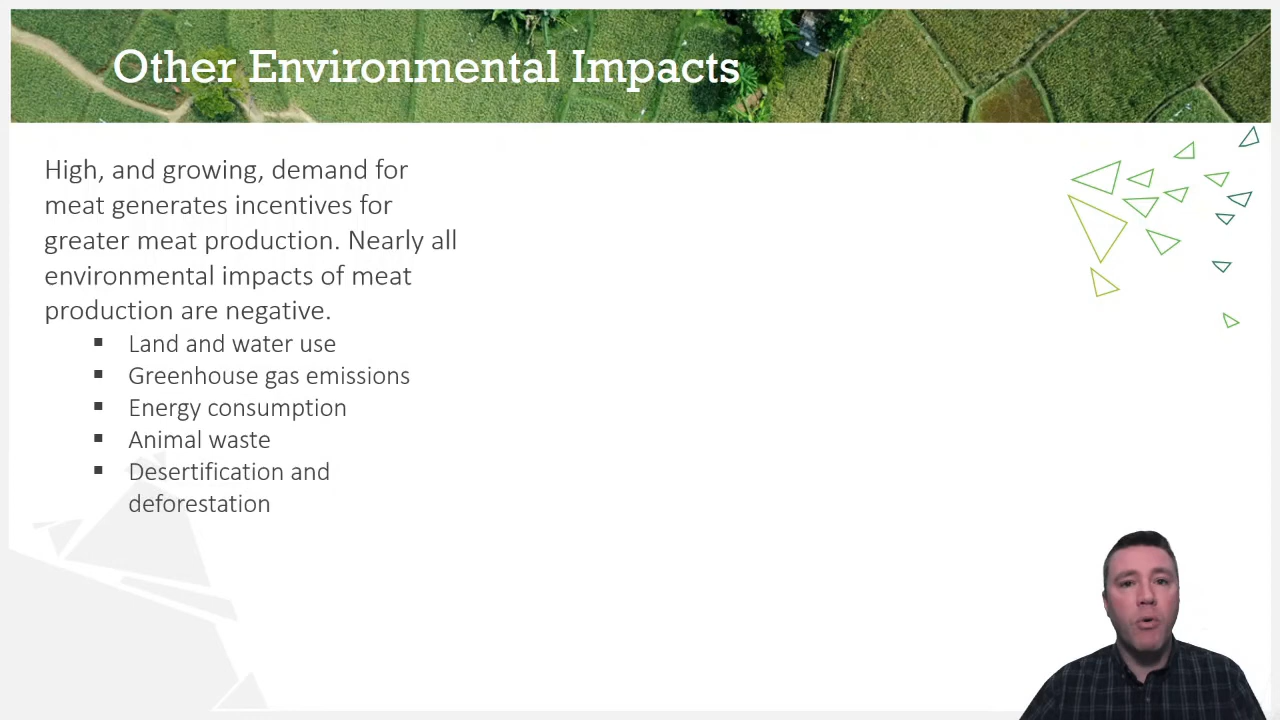 Other Environmental Impacts
High, and growing, demand for
meat generates incentives for
greater meat production. Nearly all
environmental impacts of meat
production are negative.
▪ Land and water use
▪ Greenhouse gas emissions
▪ Energy consumption
▪ Animal waste
▪ Desertification and
deforestation